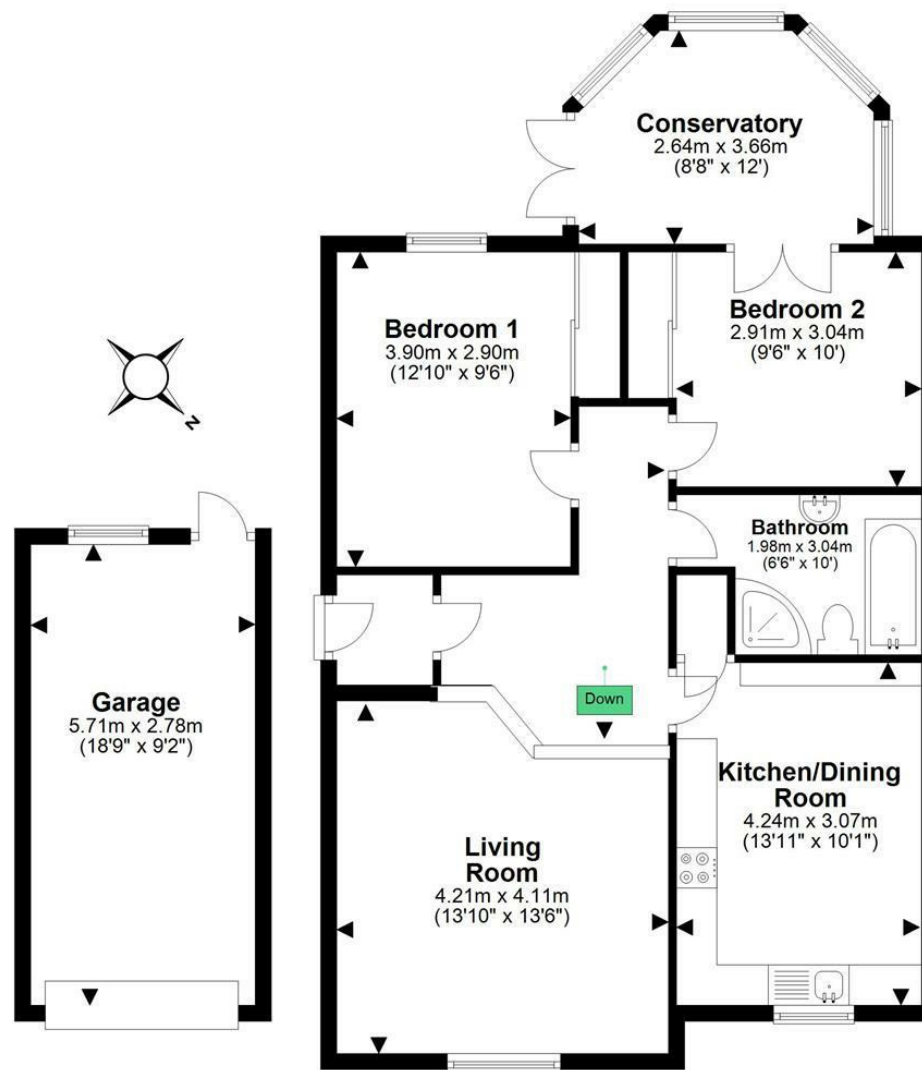 Conservatory
2.64m x 3.66m
(8'8" x 12')
Bedroom 1
3.90m x 2.90m
(12'10" x 9'6")
Bedroom 2
2.91m x 3.04m
(9'6" x 10')
N
Bathroom
1.98m x 3.04m
(6'6" x 10')
Garage
5.71m x 2.78m
(18'9" x 9'2")
Down
Kitchen/Dining
Room
4.24m x 3.07m
(13'11" x 10'1")
Living
Room
4.21m x 4.11m
(13'10" x 13'6")